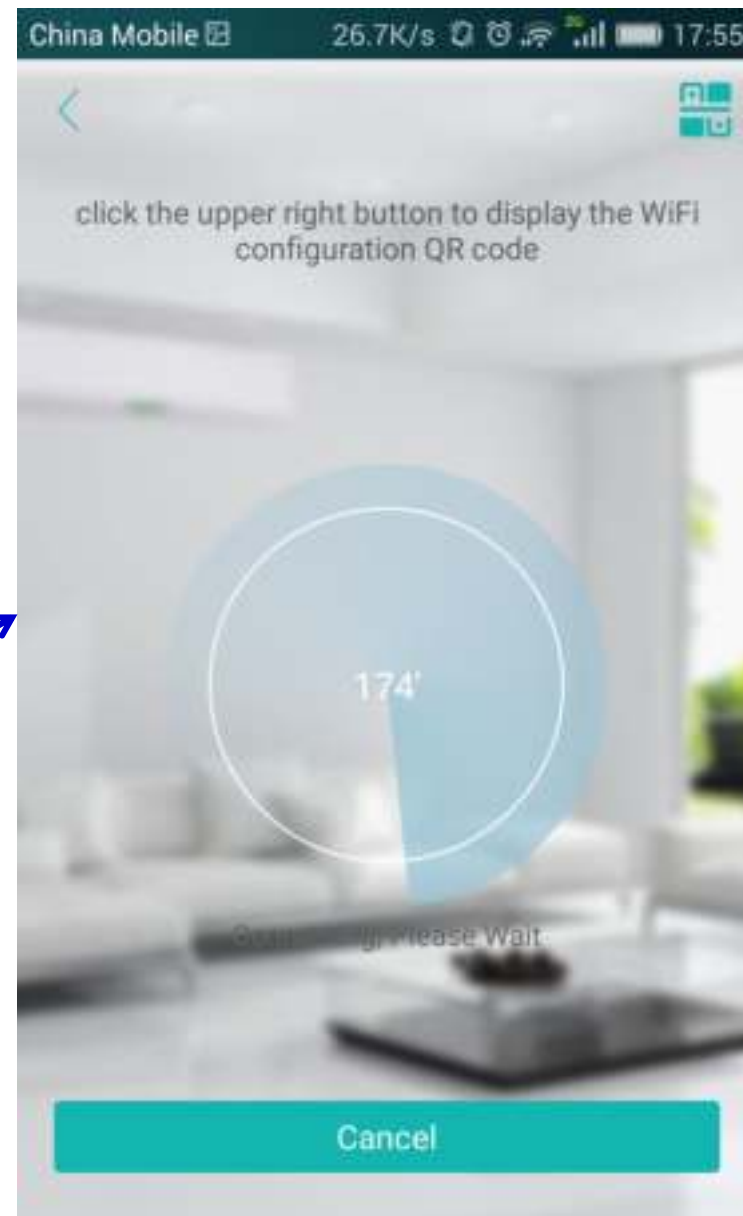 China Mobile 26.7K/s 17:55
click the upper right button to display the WiFi
configuration QR code
174'
Please Wait
Cancel